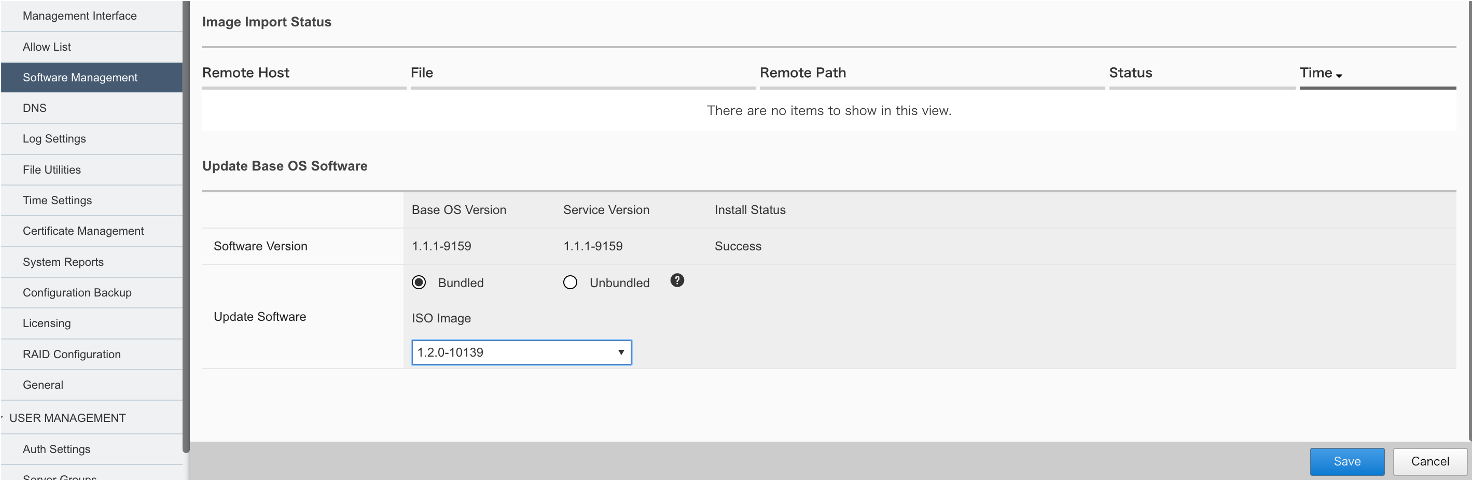 Management Interface
Allow List
Software Management
DNS
Log Settings
File Utilities
Time Settings
Certificate Management
System Reports
Configuration Backup
Licensing
RAID Configuration
General
USER MANAGEMENT
Auth Settings
Server Groups
Image Import Status
Remote Host File Remote Path Status Time
There are no items to show in this view.
Update Base OS Software
Base OS Version Service Version Install Status
Software Version 1.1.1-9159 1.1.1-9159 Success
Bundled Unbundled ?
Update Software
ISO Image
1.2.0-10139
Save Cancel